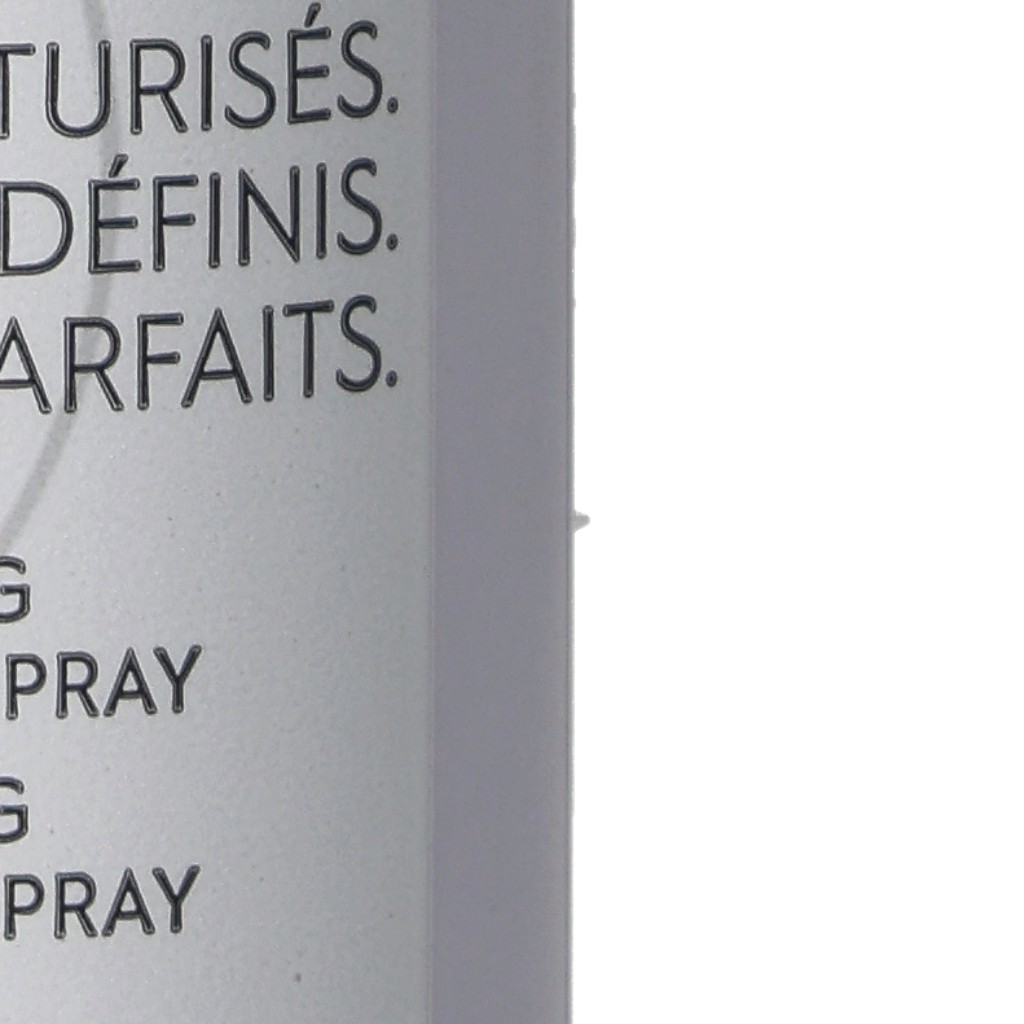 TURISÉS.
DÉFINIS.
ARFAITS.
G
PRAY
G
PRAY